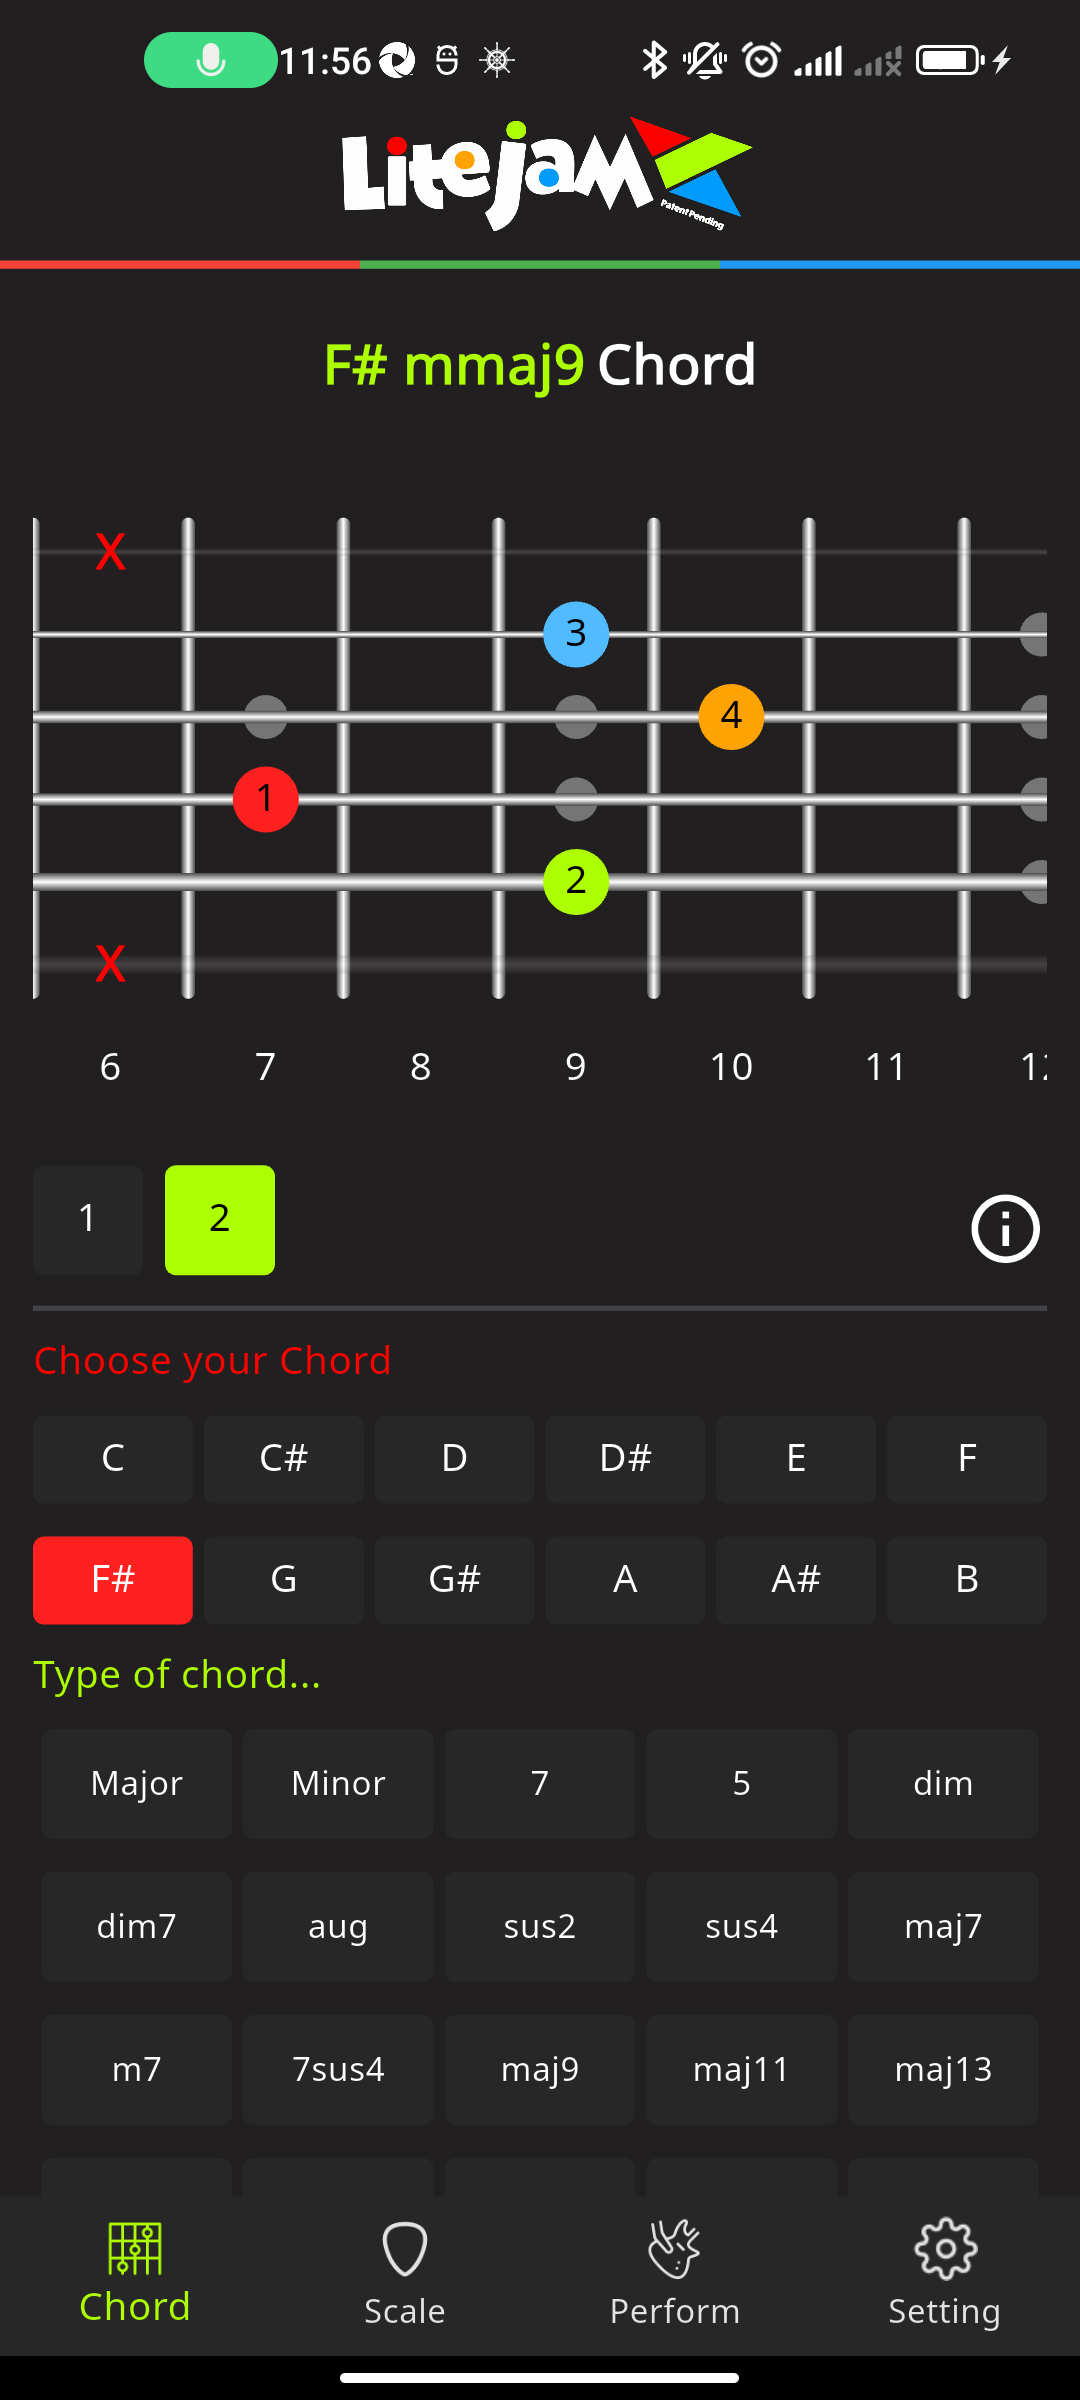 11:56
Litejam
Patent Pending
F# mmaj9 Chord
X
3
4
1
2
X
6 7 8 9 10 11 12
1 2
Choose your Chord
C C# D D# E F
F# G G# A A# B
Type of chord...
Major Minor 7 5 dim
dim7 aug sus2 sus4 maj7
m7 7sus4 maj9 maj11 maj13
Chord Scale Perform Setting